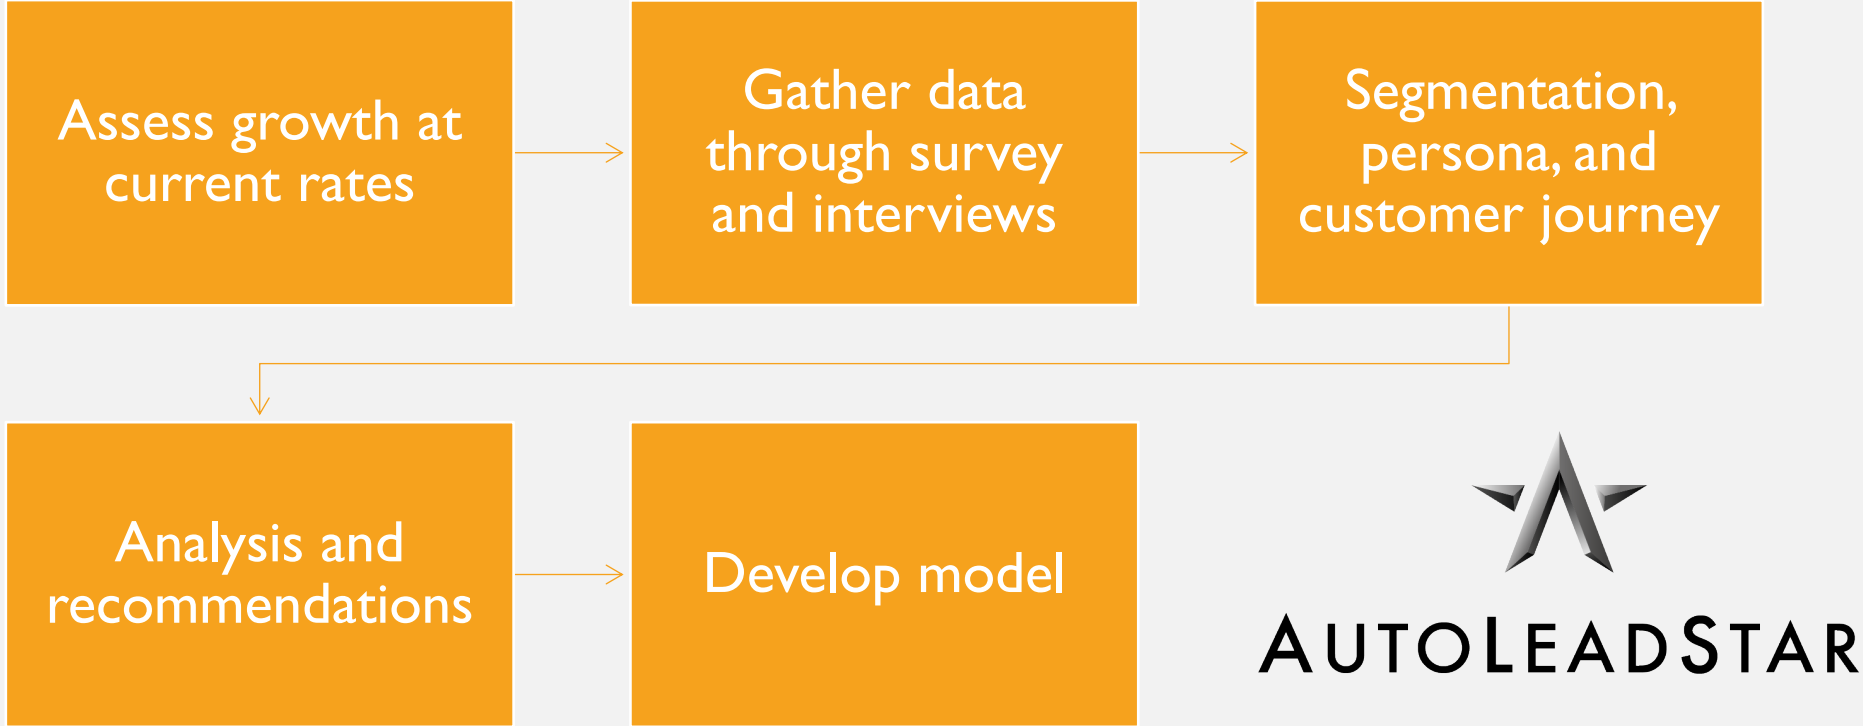 Assess growth at
current rates
Gather data
through survey
and interviews
Segmentation,
persona, and
customer journey
Analysis and
recommendations
Develop model
AUTOLEADSTAR